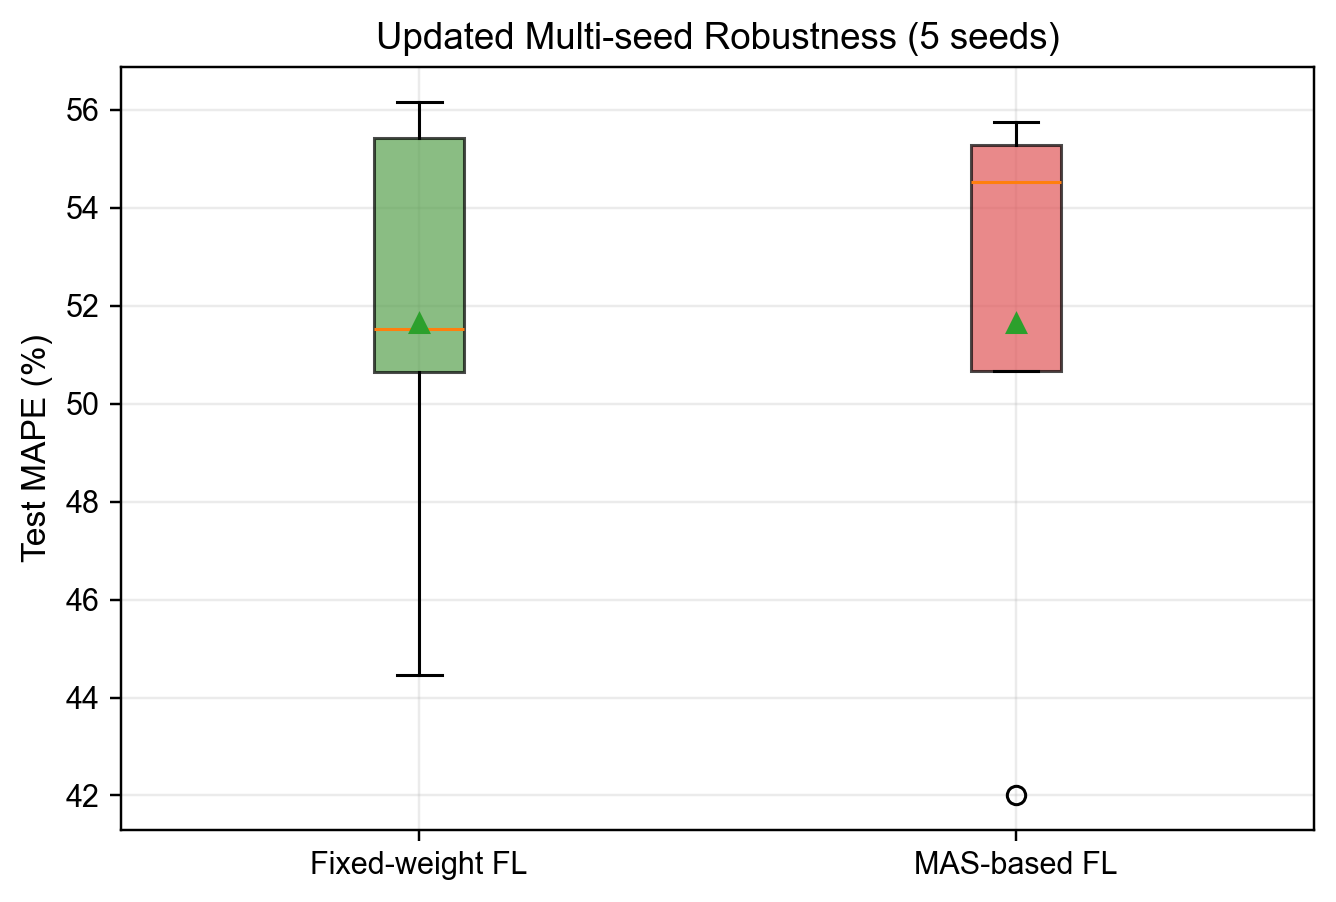 Updated Multi-seed Robustness (5 seeds)
Test MAPE (%)
56
54
52
50
48
46
44
42
Fixed-weight FL
MAS-based FL